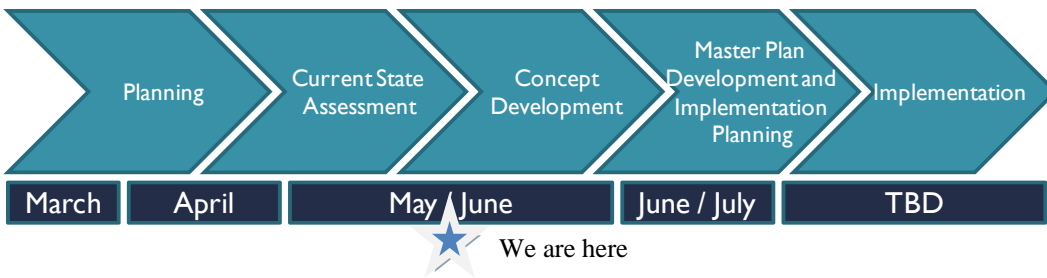 Planning
Current State
Assessment
Concept
Development
Master Plan
Development and
Implementation
Planning
Implementation
March
April
May / June
June / July
TBD
We are here